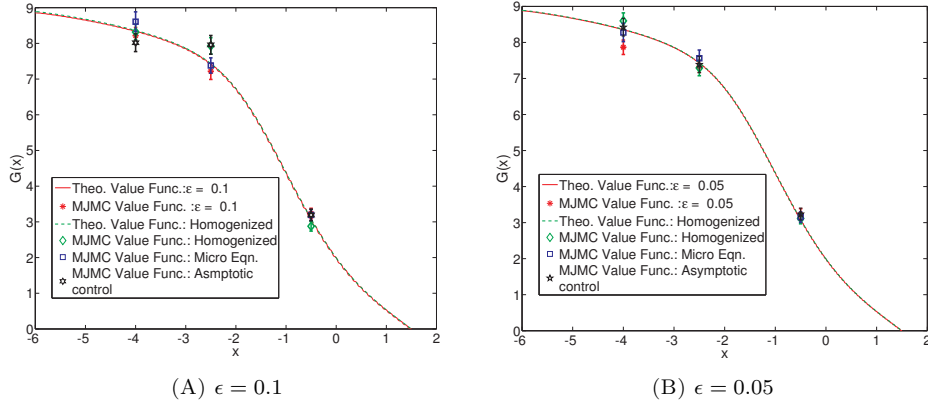 9
8
7
6
5
4
3
2
1
0
G(x)
Theo. Value Func.:ε = 0.1
MJMC Value Func. :ε = 0.1
Theo. Value Func.: Homogenized
MJMC Value Func.: Homogenized
MJMC Value Func.: Micro Eqn.
MJMC Value Func.: Asmptotic
control
-6 -5 -4 -3 -2 -1 0 1 2
x
(A) ϵ = 0.1
9
8
7
6
5
4
3
2
1
0
G(x)
Theo. Value Func.:ε = 0.05
MJMC Value Func.: ε = 0.05
Theo. Value Func.: Homogenized
MJMC Value Func.: Homogenized
MJMC Value Func.: Micro Eqn.
MJMC Value Func.: Asymptotic
control
-6 -5 -4 -3 -2 -1 0 1 2
x
(B) ϵ = 0.05